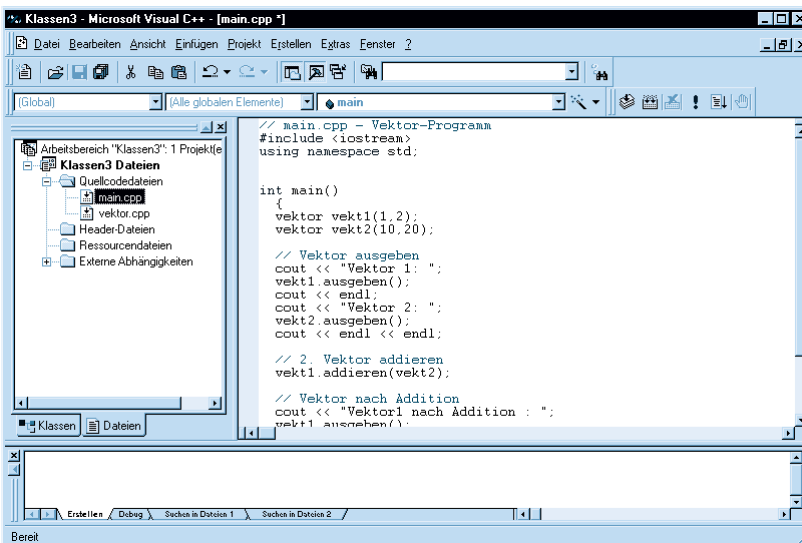 Klassen3 - Microsoft Visual C++ - [main.cpp *]
Datei Bearbeiten Ansicht Einfügen Projekt Erstellen Extras Fenster ?
(Global) (Alle globalen Elemente) main
Arbeitsbereich "Klassen3": 1 Projekt(e
Klassen3 Dateien
Quellcodedateien
main.cpp
vektor.cpp
Header-Dateien
Ressourcendateien
Externe Abhängigkeiten
Klassen Dateien
// main.cpp - Vektor-Programm
#include <iostream>
using namespace std;
int main()
{
vektor vekt1(1,2);
vektor vekt2(10,20);
// Vektor ausgeben
cout << "Vektor 1: ";
vekt1.ausgeben();
cout << endl;
cout << "Vektor 2: ";
vekt2.ausgeben();
cout << endl << endl;
// 2. Vektor addieren
vekt1.addieren(vekt2);
// Vektor nach Addition
cout << "Vektor1 nach Addition : ";
vekt1.ausgeben();
Erstellen Debug Suchen in Dateien 1 Suchen in Dateien 2
Bereit